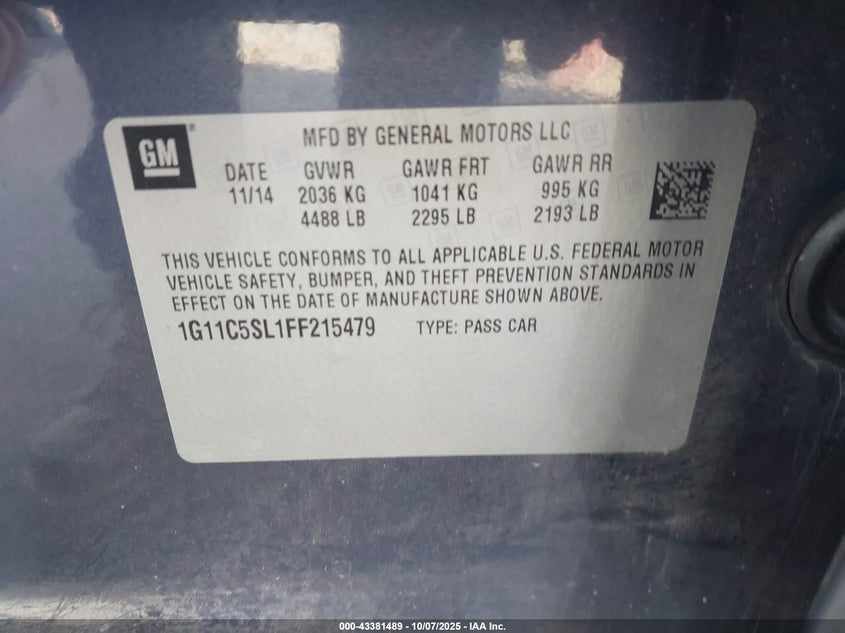 GM
MFD BY GENERAL MOTORS LLC
DATE GVWR GAWR FRT GAWR RR
11/14 2036 KG 1041 KG 995 KG
4488 LB 2295 LB 2193 LB
THIS VEHICLE CONFORMS TO ALL APPLICABLE U.S. FEDERAL MOTOR
VEHICLE SAFETY, BUMPER, AND THEFT PREVENTION STANDARDS IN
EFFECT ON THE DATE OF MANUFACTURE SHOWN ABOVE.
1G11C5SL1FF215479 TYPE: PASS CAR
000-43381489 - 10/07/2025 - IAA Inc.